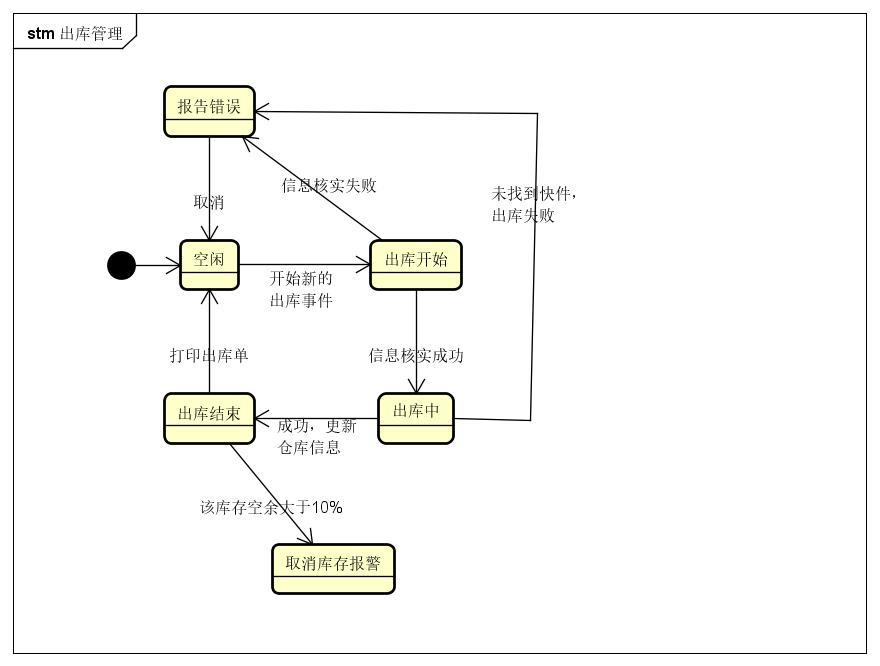 stm 出库管理
报告错误
信息核实失败
未找到快件，
出库失败
取消
空闲
出库开始
开始新的
出库事件
打印出库单
信息核实成功
出库结束
出库中
成功，更新
仓库信息
该库存空余大于10%
取消库存报警